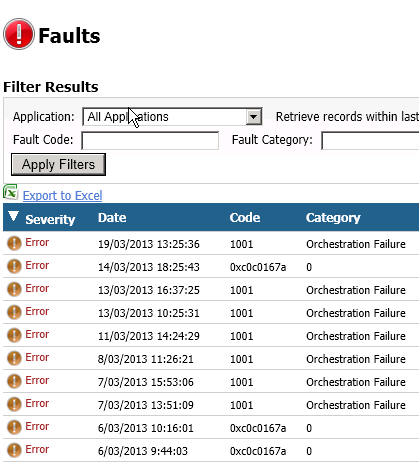 Faults
Filter Results
Application: All Applications Retrieve records within last
Fault Code: Fault Category:
Apply Filters
Export to Excel
Severity Date Code Category
Error 19/03/2013 13:25:36 1001 Orchestration Failure
Error 14/03/2013 18:25:43 0xc0c0167a 0
Error 13/03/2013 16:37:25 1001 Orchestration Failure
Error 13/03/2013 10:25:31 1001 Orchestration Failure
Error 11/03/2013 14:24:29 1001 Orchestration Failure
Error 8/03/2013 11:26:21 1001 Orchestration Failure
Error 7/03/2013 15:53:06 1001 Orchestration Failure
Error 7/03/2013 13:51:09 1001 Orchestration Failure
Error 6/03/2013 10:16:01 0xc0c0167a 0
Error 6/03/2013 9:44:03 0xc0c0167a 0